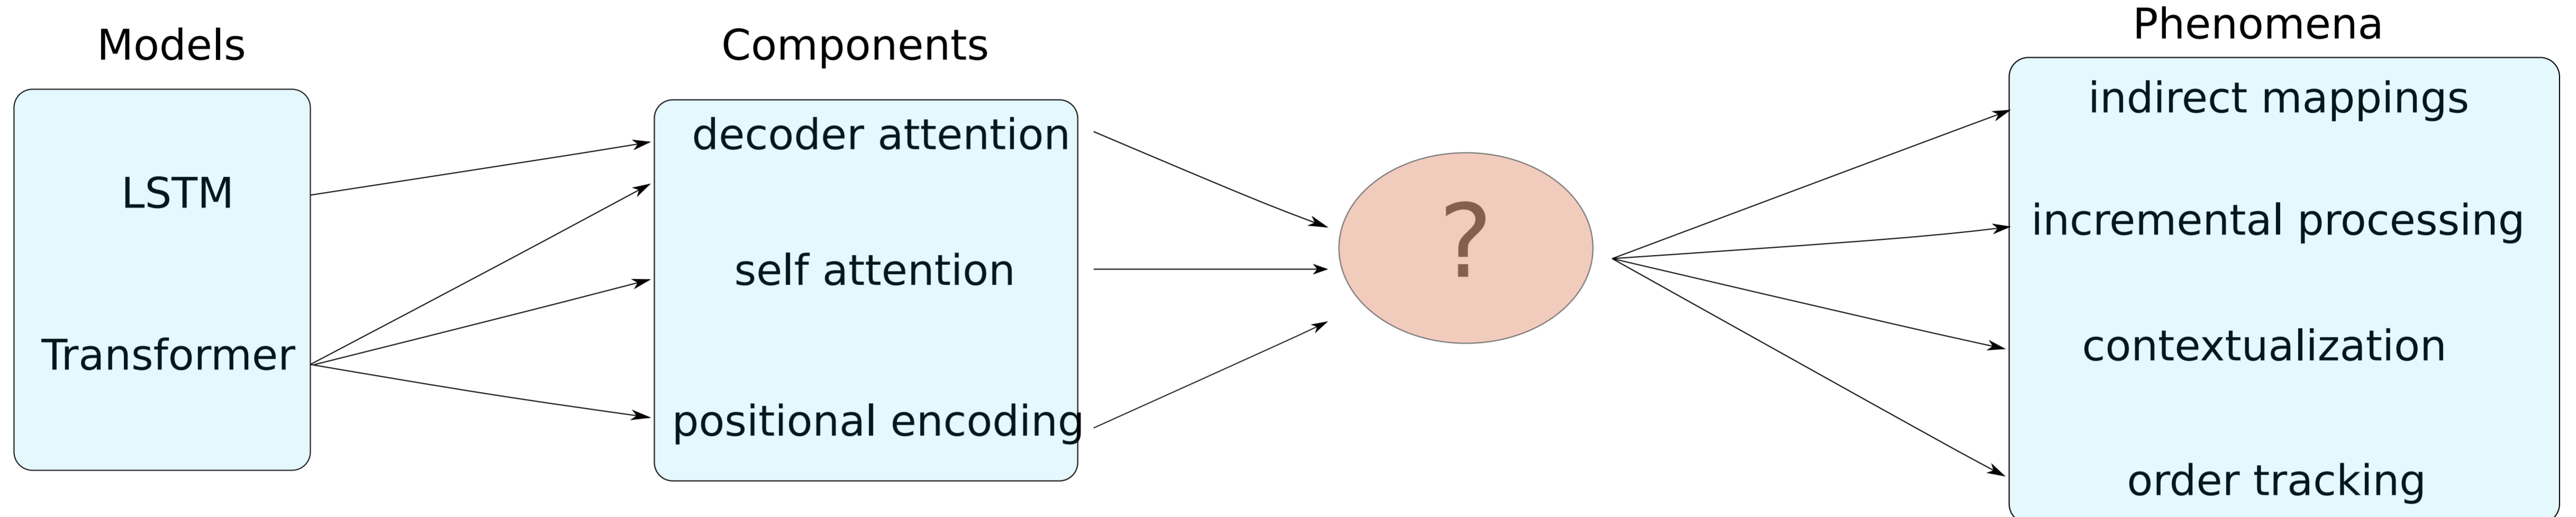 Models
LSTM
Transformer
Components
decoder attention
self attention
positional encoding
?
Phenomena
indirect mappings
incremental processing
contextualization
order tracking